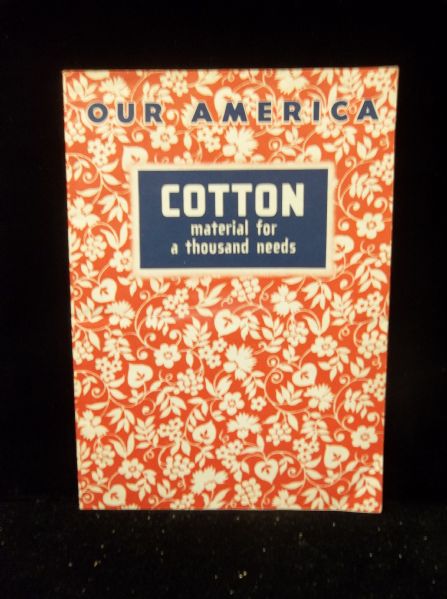 OUR AMERICA
COTTON
material for
a thousand needs